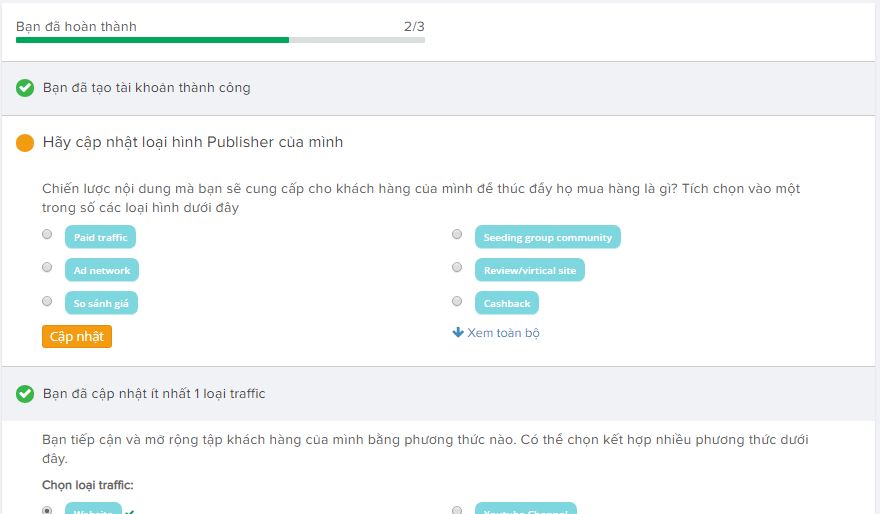 Bạn đã hoàn thành 2/3
Bạn đã tạo tài khoản thành công
Hãy cập nhật loại hình Publisher của mình
Chiến lược nội dung mà bạn sẽ cung cấp cho khách hàng của mình để thúc đẩy họ mua hàng là gì? Tích chọn vào một
trong số các loại hình dưới đây
Paid traffic
Seeding group community
Ad network
Review/virtical site
So sánh giá
Cashback
Cập nhật
Xem toàn bộ
Bạn đã cập nhật ít nhất 1 loại traffic
Bạn tiếp cận và mở rộng tập khách hàng của mình bằng phương thức nào. Có thể chọn kết hợp nhiều phương thức dưới
đây.
Chọn loại traffic:
Website
Youtube Channel